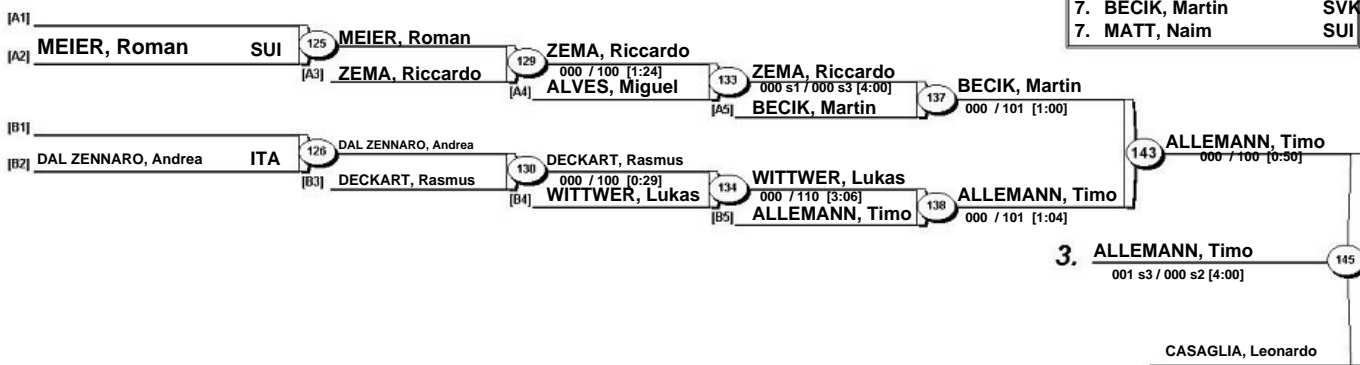 7. BECIK, Martin SVK
7. MATT, Naim SUI
[A1]
[A2] MEIER, Roman SUI
125
MEIER, Roman
[A3] ZEMA, Riccardo
129
ZEMA, Riccardo
000 / 100 [1:24]
[A4] ALVES, Miguel
133
ZEMA, Riccardo
000 s1 / 000 s3 [4:00]
[A5] BECIK, Martin
137
BECIK, Martin
000 / 101 [1:00]
[B1]
[B2] DAL ZENNARO, Andrea ITA
126
DAL ZENNARO, Andrea
[B3] DECKART, Rasmus
130
DECKART, Rasmus
000 / 100 [0:29]
[B4] WITTWER, Lukas
134
WITTWER, Lukas
000 / 110 [3:06]
[B5] ALLEMANN, Timo
138
ALLEMANN, Timo
000 / 101 [1:04]
143
ALLEMANN, Timo
000 / 100 [0:50]
3. ALLEMANN, Timo
001 s3 / 000 s2 [4:00]
145
CASAGLIA, Leonardo